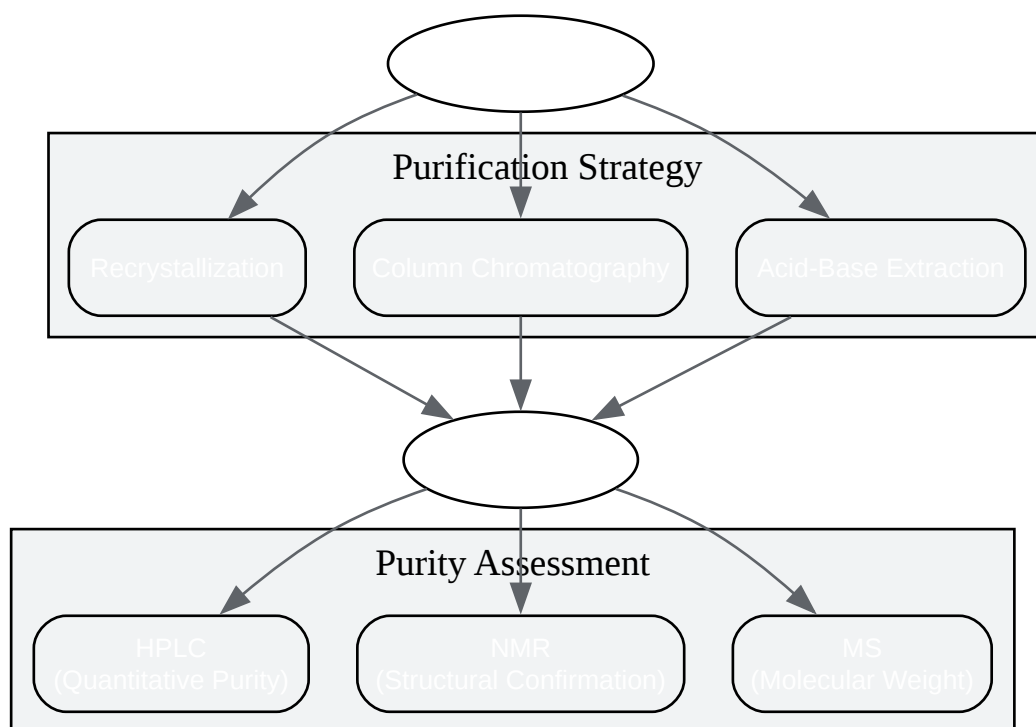 Purification Strategy
Recrystallization
Column Chromatography
Acid-Base Extraction
Purity Assessment
HPLC
(Quantitative Purity)
NMR
(Structural Confirmation)
MS
(Molecular Weight)